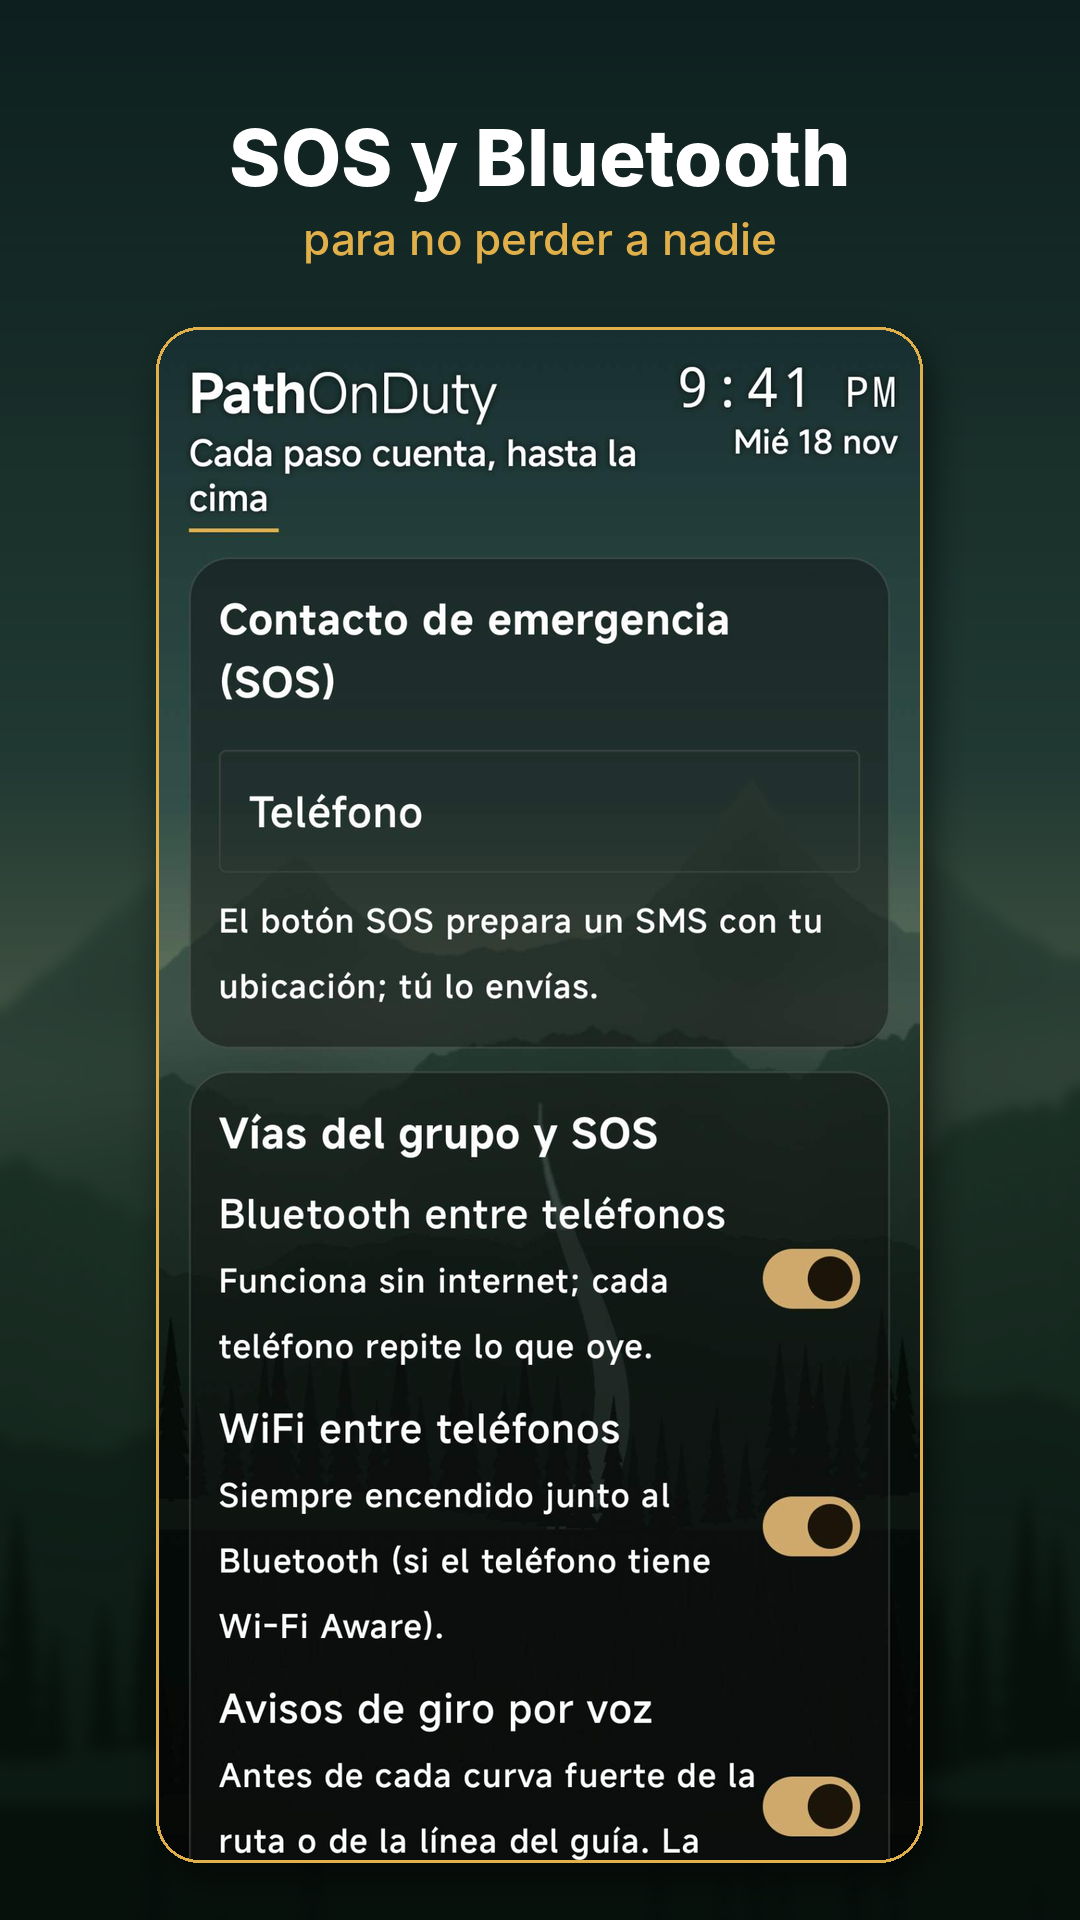 SOS y Bluetooth
para no perder a nadie
PathOnDuty
9:41 PM
Cada paso cuenta, hasta la
cima
Mié 18 nov
Contacto de emergencia
(SOS)
Teléfono
El botón SOS prepara un SMS con tu
ubicación; tú lo envías.
Vías del grupo y SOS
Bluetooth entre teléfonos
Funciona sin internet; cada
teléfono repite lo que oye.
WiFi entre teléfonos
Siempre encendido junto al
Bluetooth (si el teléfono tiene
Wi-Fi Aware).
Avisos de giro por voz
Antes de cada curva fuerte de la
ruta o de la línea del guía. La